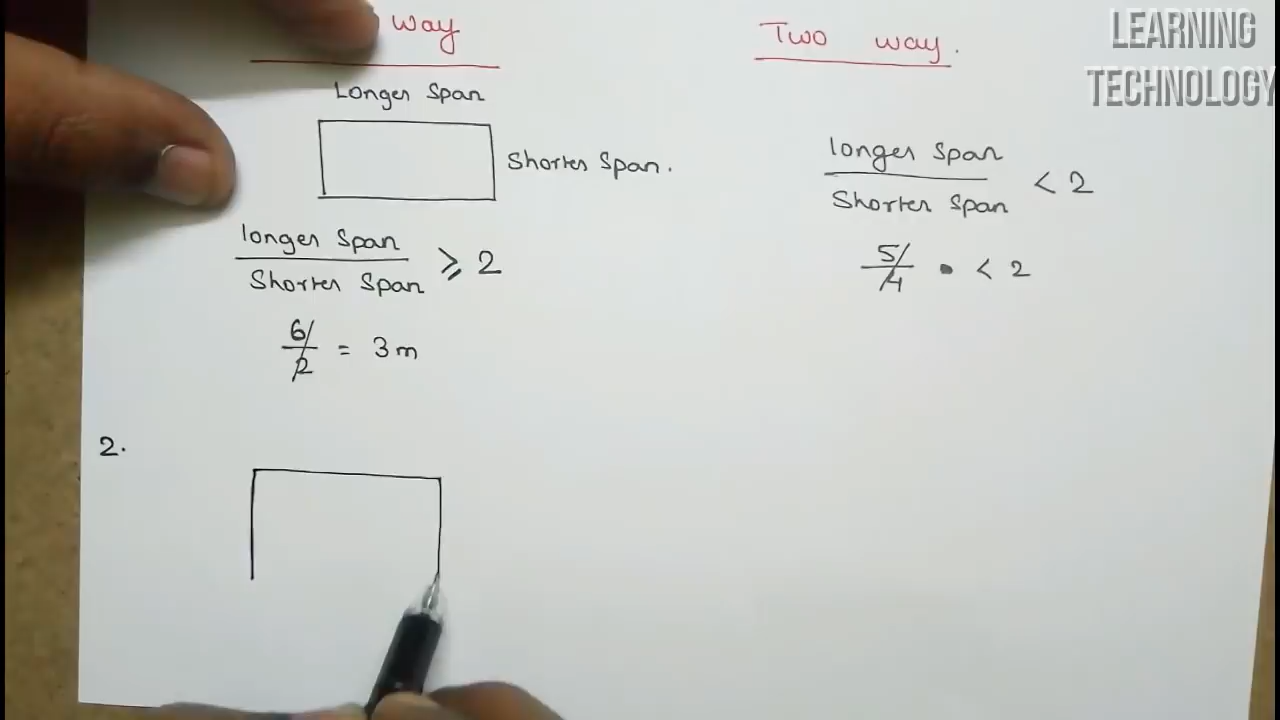 way
Longer Span
Shorter Span.
longer Span
Shorter Span
≥ 2
6/2 = 3m
2.
Two way.
longer Span
Shorter Span
< 2
5/4 • < 2
LEARNING
TECHNOLOGY